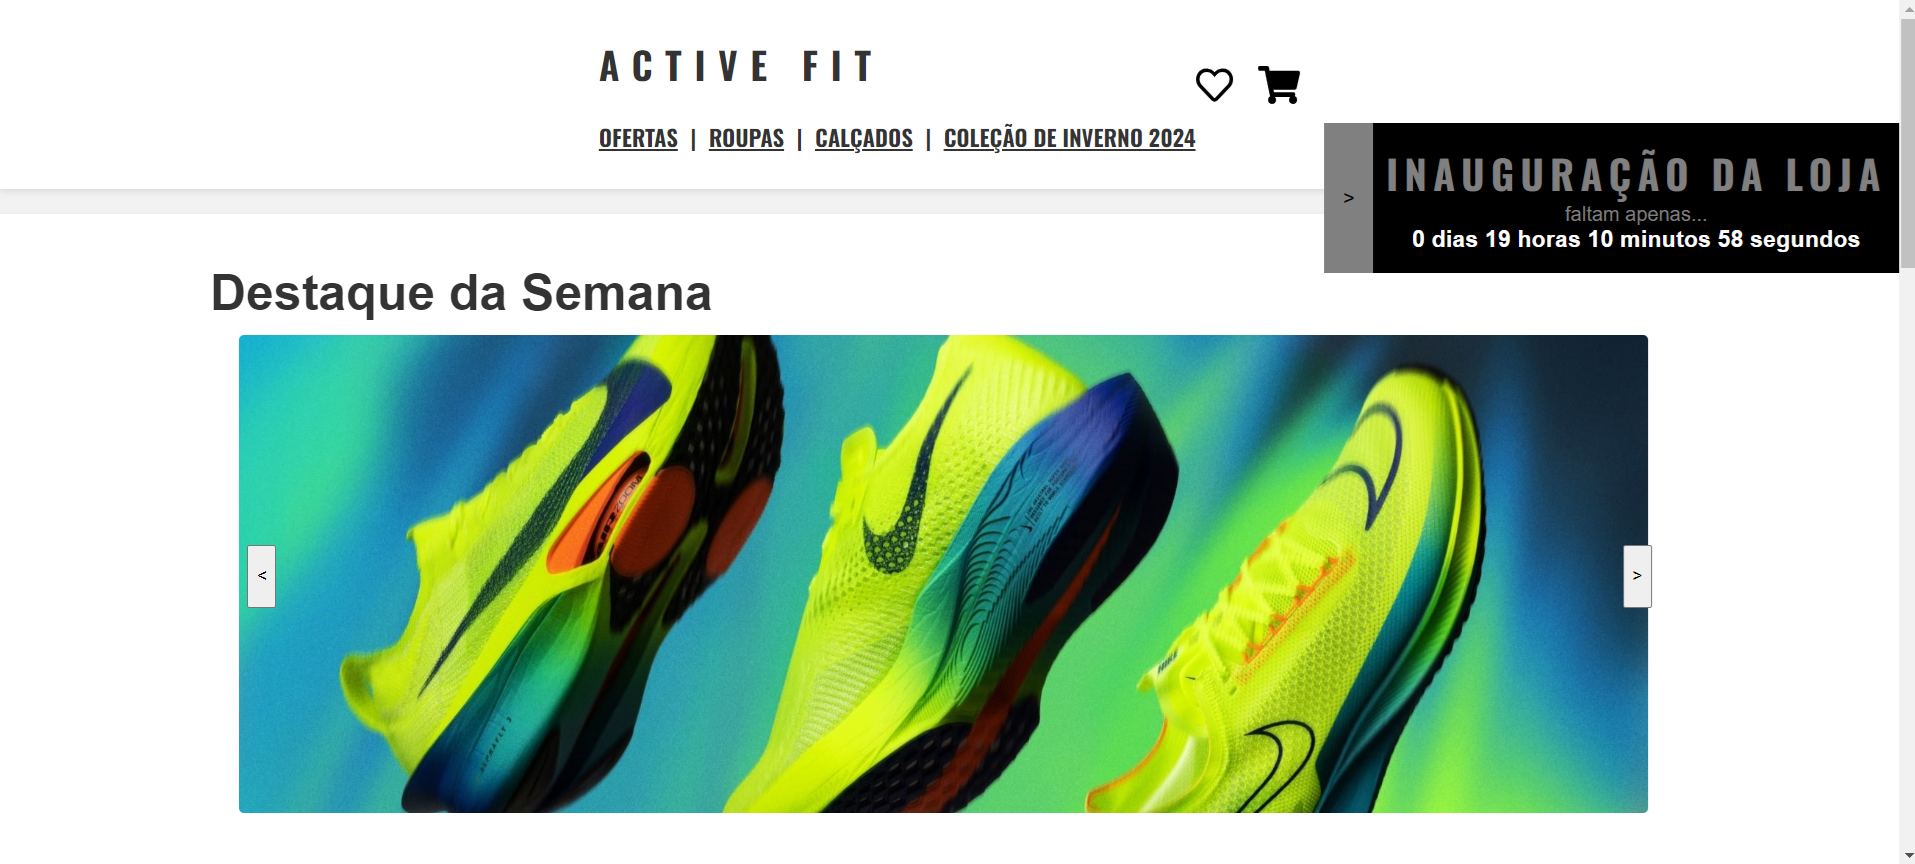 ACTIVE FIT
OFERTAS | ROUPAS | CALÇADOS | COLEÇÃO DE INVERNO 2024
>
INAUGURAÇÃO DA LOJA
faltam apenas...
0 dias 19 horas 10 minutos 58 segundos
Destaque da Semana
<
>